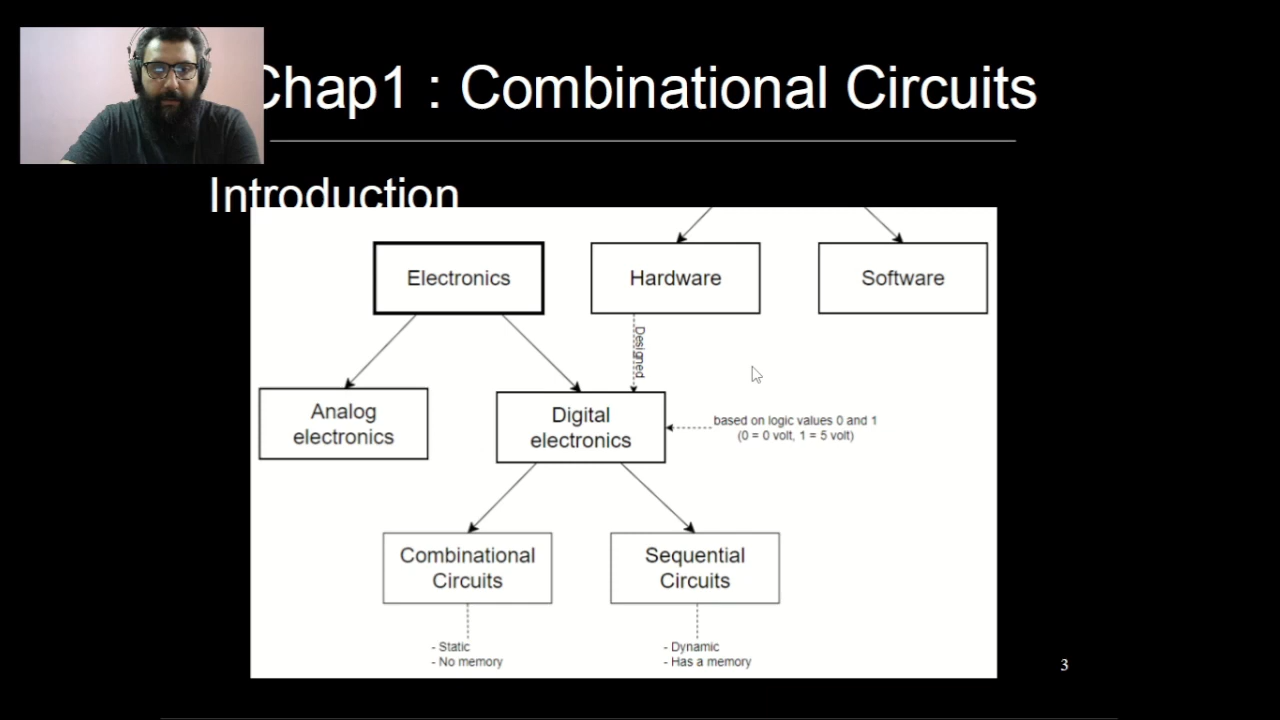 Chap1 : Combinational Circuits
Introduction
Electronics
Hardware
Software
Designed
Analog
electronics
Digital
electronics
based on logic values 0 and 1
(0 = 0 volt, 1 = 5 volt)
Combinational
Circuits
Sequential
Circuits
- Static
- No memory
- Dynamic
- Has a memory
3